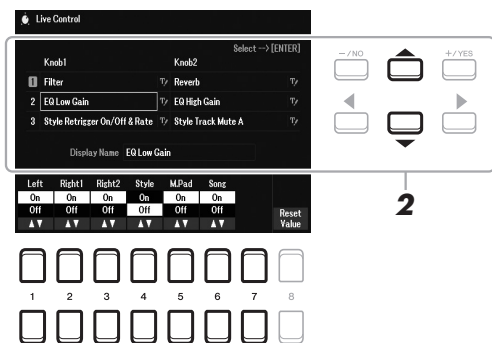 Live Control
Select --> [ENTER]
Knob1 Knob2
1 Filter Reverb
2 EQ Low Gain EQ High Gain
3 Style Retrigger On/Off & Rate Style Track Mute A
Display Name EQ Low Gain
–/NO +/YES
2
Left Right1 Right2 Style M.Pad Song
On On On On On On
Off Off Off Off Off Off
Reset
Value
1 2 3 4 5 6 7 8